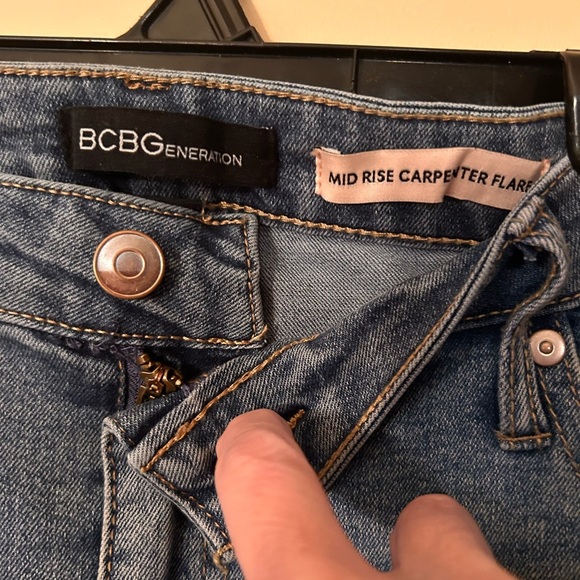 BCBGENERATION
MID RISE CARPENTER FLARE